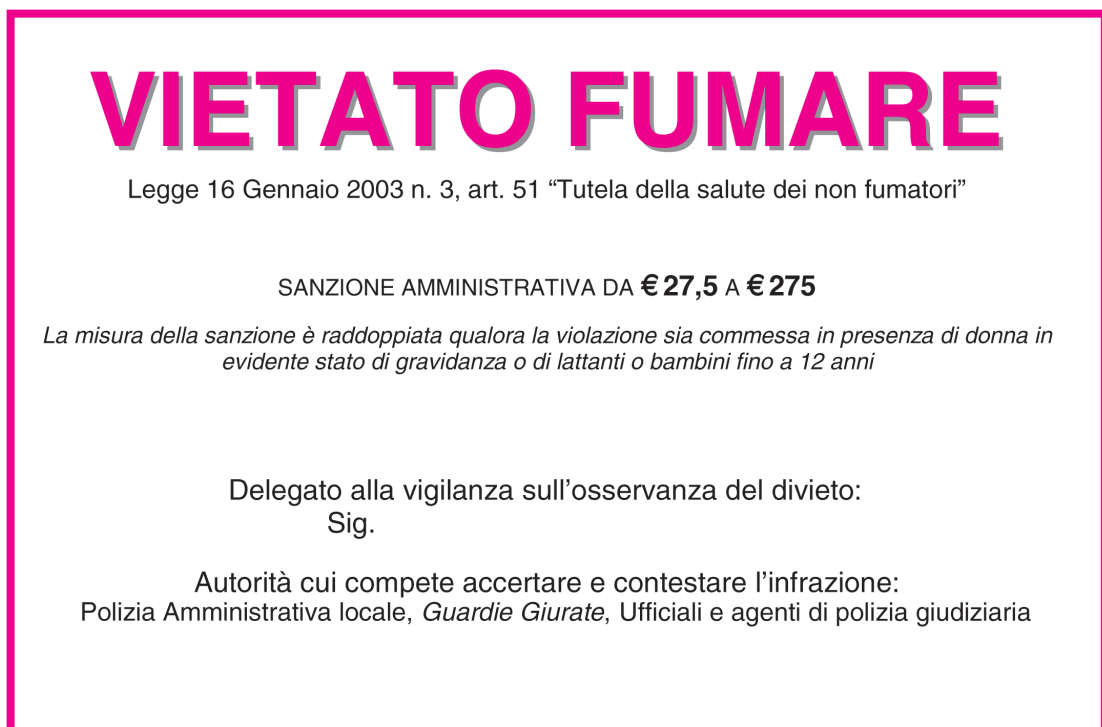 VIETATO FUMARE
Legge 16 Gennaio 2003 n. 3, art. 51 “Tutela della salute dei non fumatori”
SANZIONE AMMINISTRATIVA DA € 27,5 A € 275
La misura della sanzione è raddoppiata qualora la violazione sia commessa in presenza di donna in
evidente stato di gravidanza o di lattanti o bambini fino a 12 anni
Delegato alla vigilanza sull’osservanza del divieto:
Sig.
Autorità cui compete accertare e contestare l’infrazione:
Polizia Amministrativa locale, Guardie Giurate, Ufficiali e agenti di polizia giudiziaria